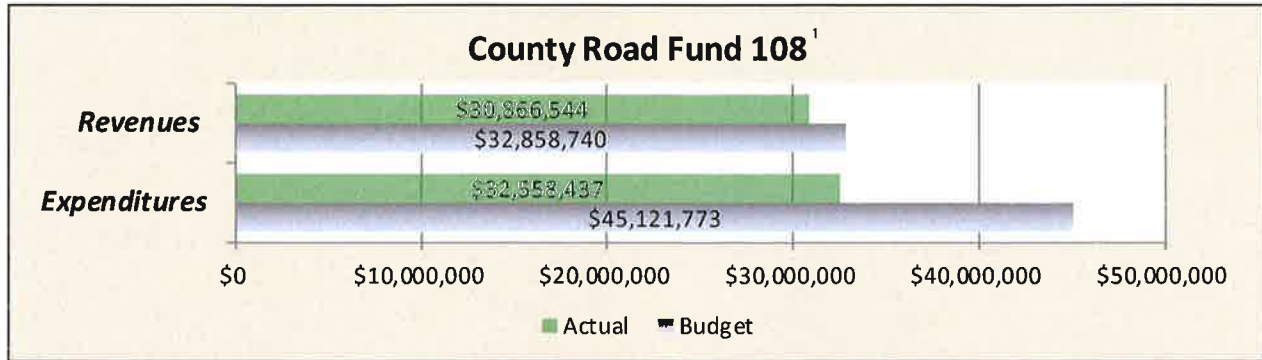 County Road Fund 108 ¹
Revenues
$30,866,544
$32,858,740
Expenditures
$32,558,437
$45,121,773
$0 $10,000,000 $20,000,000 $30,000,000 $40,000,000 $50,000,000
Actual Budget